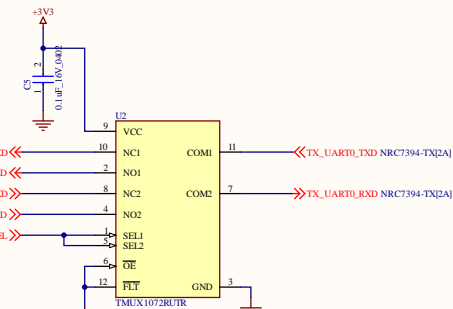 +3V3
2
C5
1
0.1uF_16V_0402
U2
9 VCC
D 10 NC1 COM1 11 TX_UART0_TXD NRC7394-TX[2A]
D 2 NO1
D 8 NC2 COM2 7 TX_UART0_RXD NRC7394-TX[2A]
D 4 NO2
EL 1 SEL1
5 SEL2
6 OE
12 FLT GND 3
TMUX1072RUTR